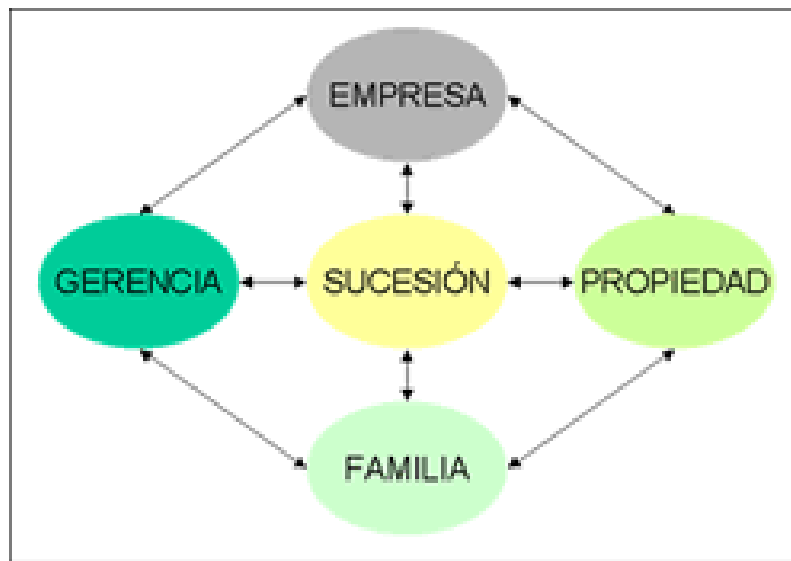 EMPRESA
GERENCIA
SUCESIÓN
PROPIEDAD
FAMILIA